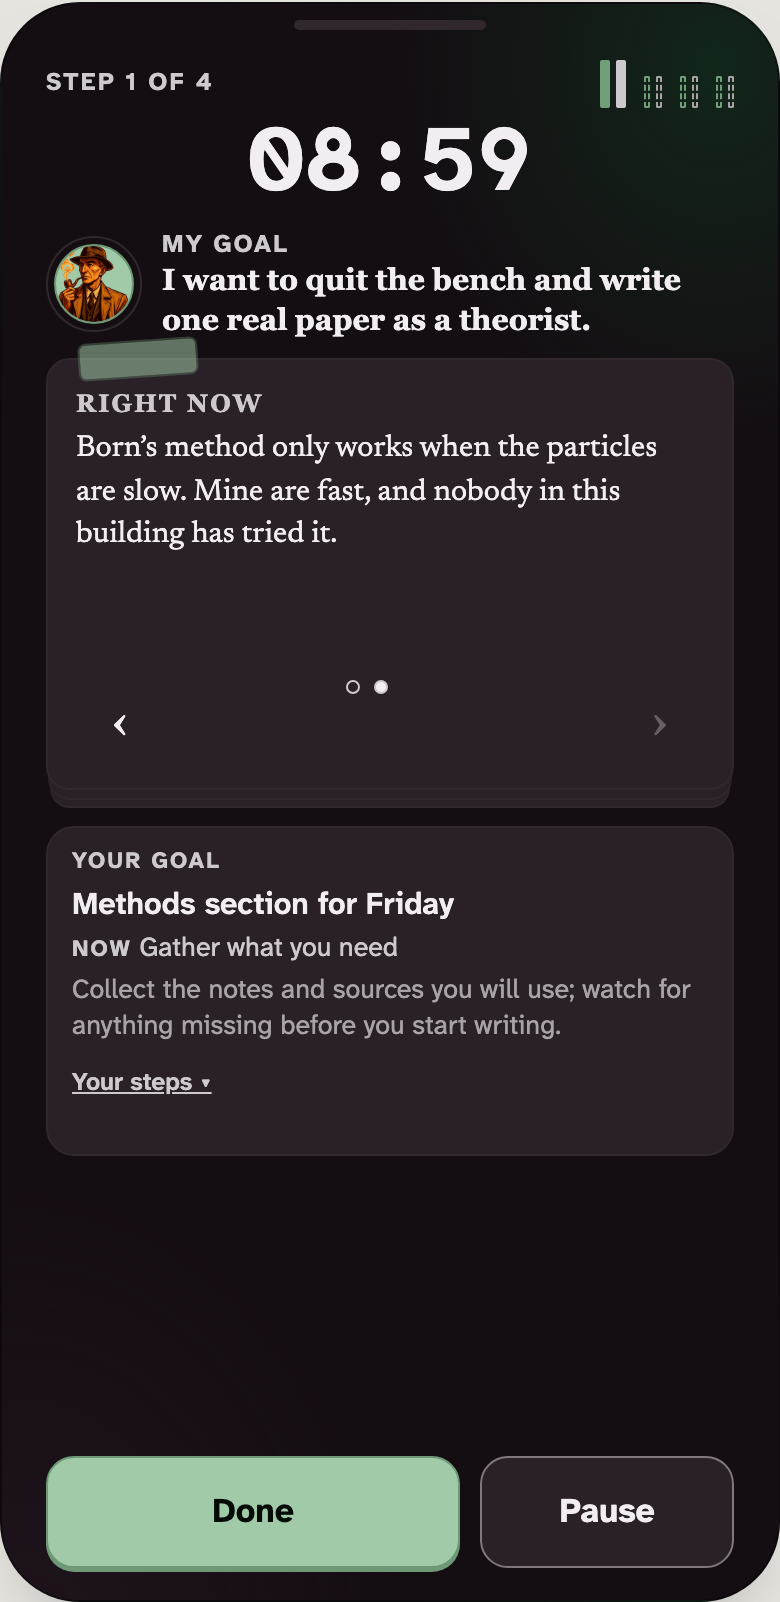 STEP 1 OF 4
08:59
MY GOAL
I want to quit the bench and write
one real paper as a theorist.
RIGHT NOW
Born’s method only works when the particles
are slow. Mine are fast, and nobody in this
building has tried it.
‹ ›
YOUR GOAL
Methods section for Friday
NOW Gather what you need
Collect the notes and sources you will use; watch for
anything missing before you start writing.
Your steps ▾
Done Pause